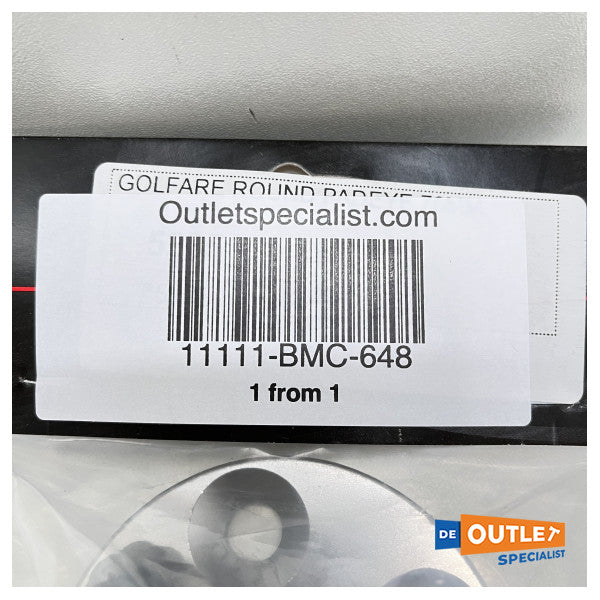 GOLFARE ROUND PADEYE
Outletspecialist.com
11111-BMC-648
1 from 1
DE OUTLET
SPECIALIST